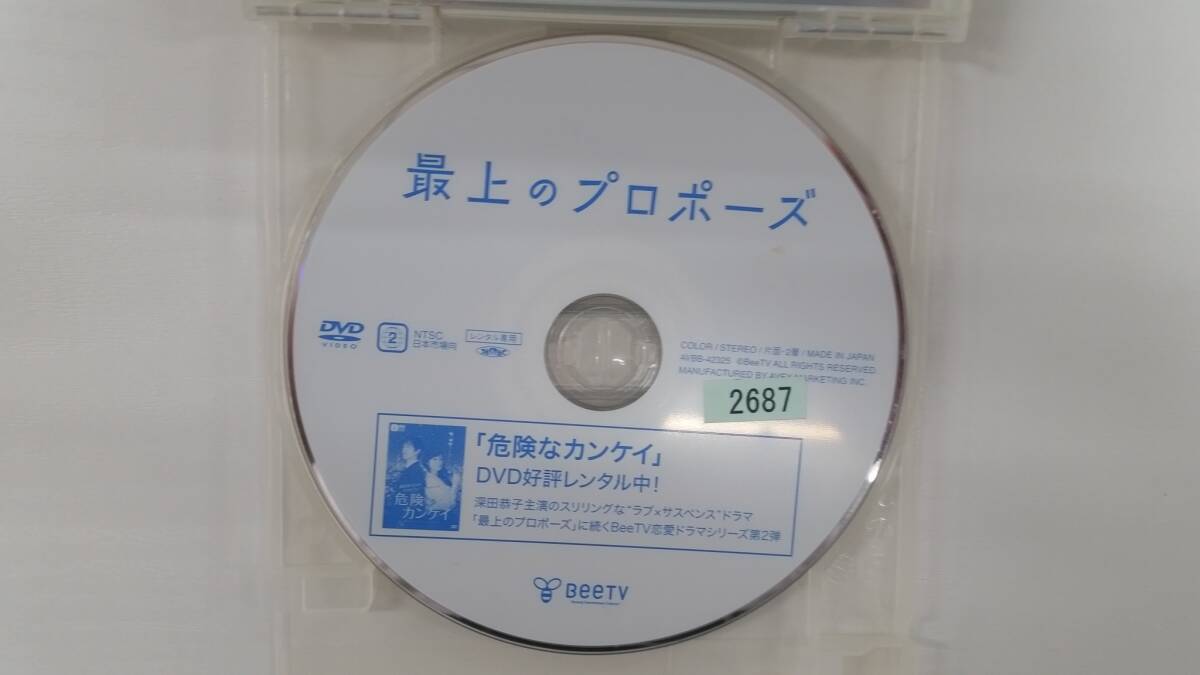 最上のプロポーズ
DVD
VIDEO
2
NTSC
日本市場向
レンタル専用
COLOR / STEREO / 片面・2層 / MADE IN JAPAN
AVBB-42325 ©BeeTV ALL RIGHTS RESERVED.
MANUFACTURED BY AVEX MARKETING INC.
2687
「危険なカンケイ」
DVD好評レンタル中!
深田恭子主演のスリリングな“ラブ×サスペンス”ドラマ
「最上のプロポーズ」に続くBeeTV恋愛ドラマシリーズ第2弾
危険な
カンケイ
BeeTV